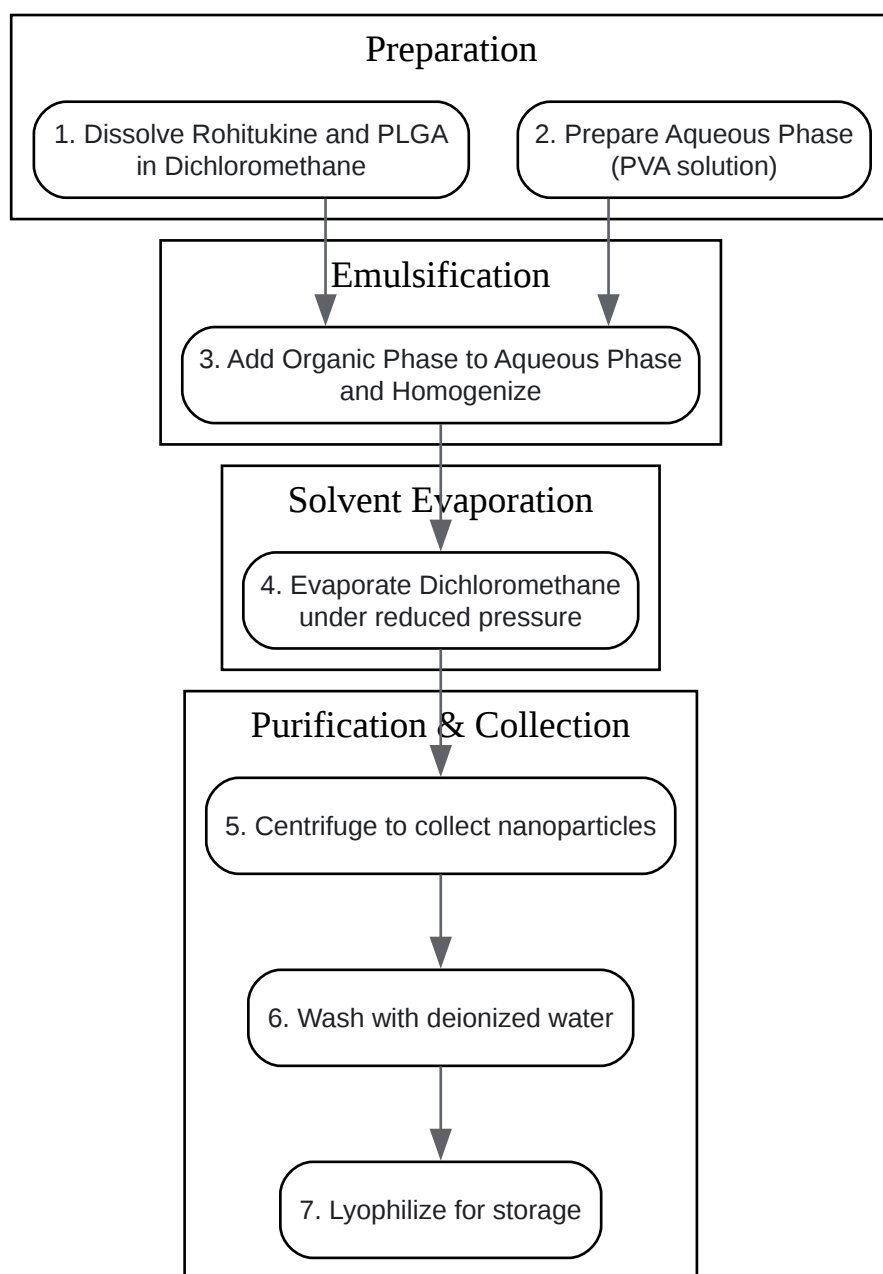 Preparation
1. Dissolve Rohitukine and PLGA
in Dichloromethane
2. Prepare Aqueous Phase
(PVA solution)
Emulsification
3. Add Organic Phase to Aqueous Phase
and Homogenize
Solvent Evaporation
4. Evaporate Dichloromethane
under reduced pressure
Purification & Collection
5. Centrifuge to collect nanoparticles
6. Wash with deionized water
7. Lyophilize for storage